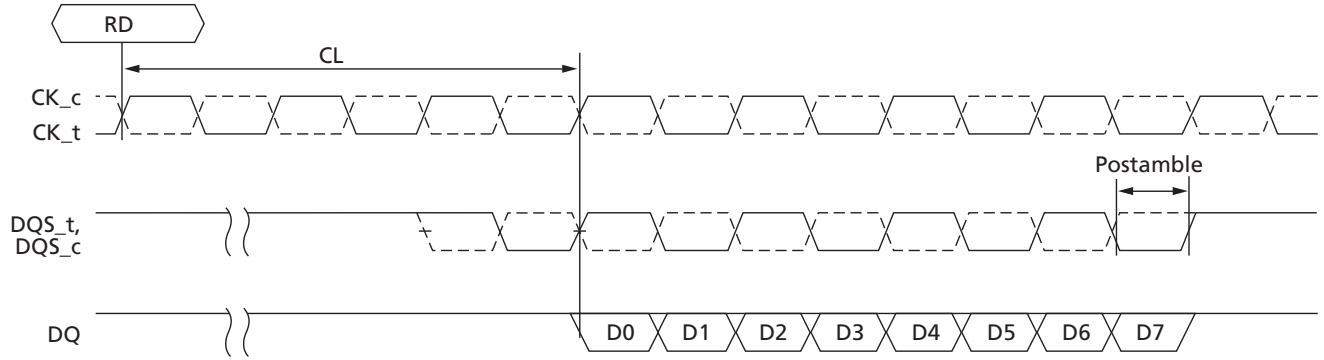 RD
CL
CK_c
CK_t
Postamble
DQS_t,
DQS_c
DQ
D0 D1 D2 D3 D4 D5 D6 D7